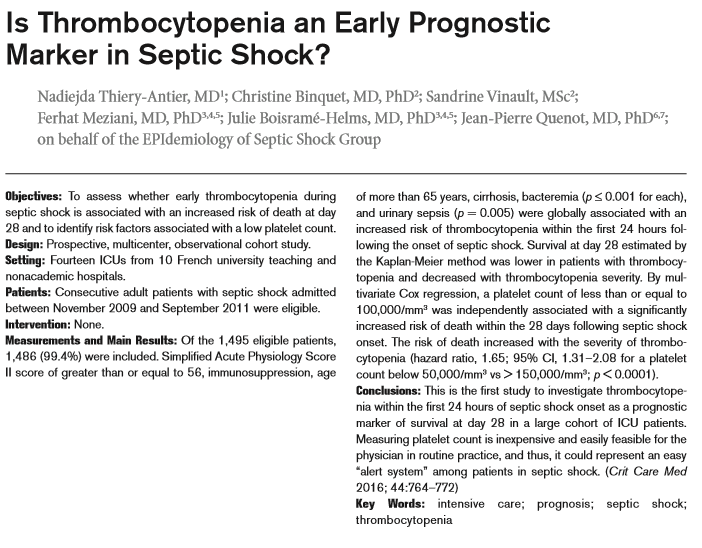 Is Thrombocytopenia an Early Prognostic
Marker in Septic Shock?
Nadiejda Thiery-Antier, MD¹; Christine Binquet, MD, PhD²; Sandrine Vinault, MSc²;
Ferhat Meziani, MD, PhD³,⁴,⁵; Julie Boisramé-Helms, MD, PhD³,⁴,⁵; Jean-Pierre Quenot, MD, PhD⁶,⁷;
on behalf of the EPIdemiology of Septic Shock Group
Objectives: To assess whether early thrombocytopenia during
septic shock is associated with an increased risk of death at day
28 and to identify risk factors associated with a low platelet count.
Design: Prospective, multicenter, observational cohort study.
Setting: Fourteen ICUs from 10 French university teaching and
nonacademic hospitals.
Patients: Consecutive adult patients with septic shock admitted
between November 2009 and September 2011 were eligible.
Intervention: None.
Measurements and Main Results: Of the 1,495 eligible patients,
1,486 (99.4%) were included. Simplified Acute Physiology Score
II score of greater than or equal to 56, immunosuppression, age
of more than 65 years, cirrhosis, bacteremia (p ≤ 0.001 for each),
and urinary sepsis (p = 0.005) were globally associated with an
increased risk of thrombocytopenia within the first 24 hours fol-
lowing the onset of septic shock. Survival at day 28 estimated by
the Kaplan-Meier method was lower in patients with thrombocy-
topenia and decreased with thrombocytopenia severity. By mul-
tivariate Cox regression, a platelet count of less than or equal to
100,000/mm³ was independently associated with a significantly
increased risk of death within the 28 days following septic shock
onset. The risk of death increased with the severity of thrombo-
cytopenia (hazard ratio, 1.65; 95% CI, 1.31–2.08 for a platelet
count below 50,000/mm³ vs > 150,000/mm³; p < 0.0001).
Conclusions: This is the first study to investigate thrombocytope-
nia within the first 24 hours of septic shock onset as a prognostic
marker of survival at day 28 in a large cohort of ICU patients.
Measuring platelet count is inexpensive and easily feasible for the
physician in routine practice, and thus, it could represent an easy
“alert system” among patients in septic shock. (Crit Care Med
2016; 44:764–772)
Key Words: intensive care; prognosis; septic shock;
thrombocytopenia